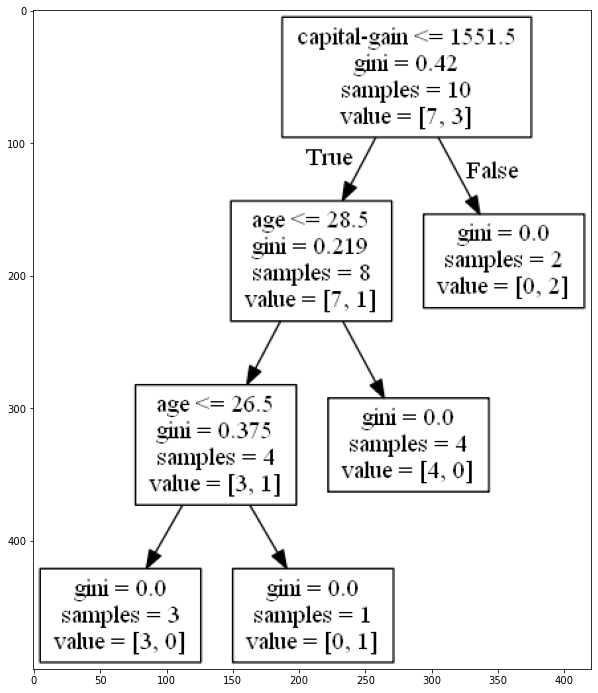 capital-gain <= 1551.5
gini = 0.42
samples = 10
value = [7, 3]
True
False
age <= 28.5
gini = 0.219
samples = 8
value = [7, 1]
gini = 0.0
samples = 2
value = [0, 2]
age <= 26.5
gini = 0.375
samples = 4
value = [3, 1]
gini = 0.0
samples = 4
value = [4, 0]
gini = 0.0
samples = 3
value = [3, 0]
gini = 0.0
samples = 1
value = [0, 1]
0
100
200
300
400
0
50
100
150
200
250
300
350
400